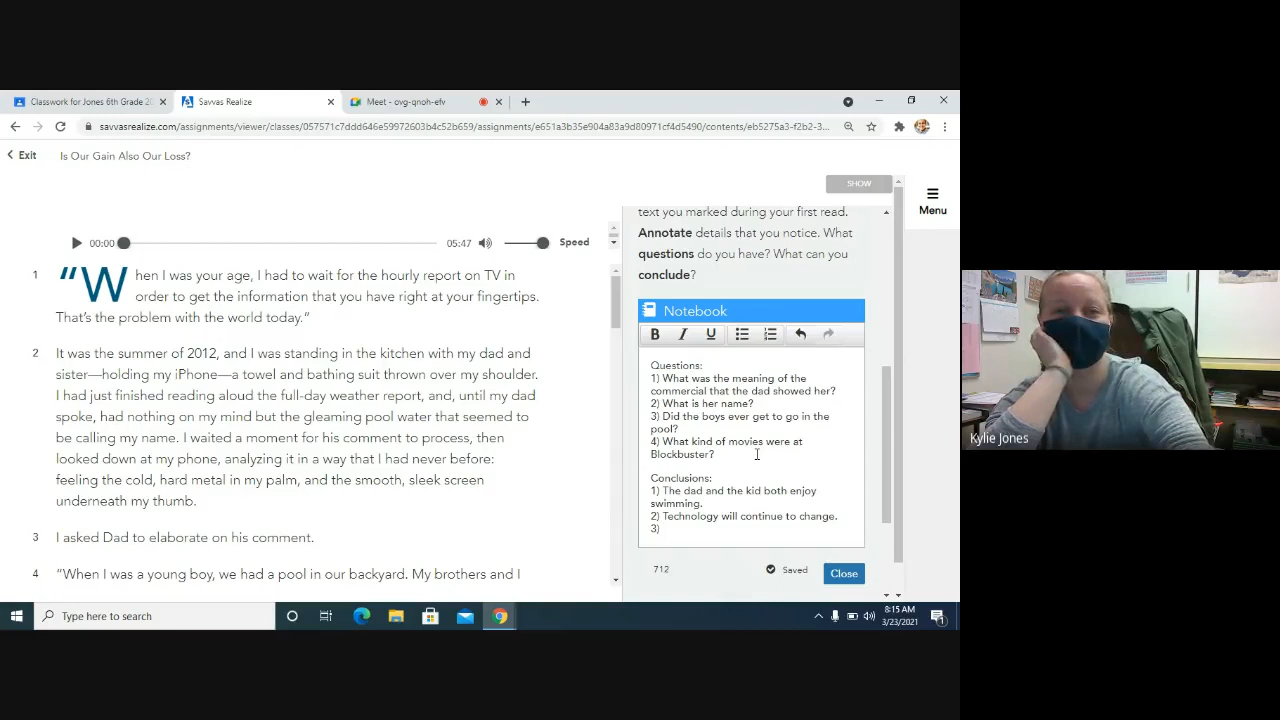 Classwork for Jones 6th Grade 2
Savvas Realize
Meet - ovg-qnoh-efv
savvasrealize.com/assignments/viewer/classes/057571c7ddd646e59972603b4c52b659/assignments/e651a3b35e904a83a9d80971cf4d5490/contents/eb5275a3-f2b2-3...
Exit
Is Our Gain Also Our Loss?
SHOW
Menu
00:00
05:47
Speed
1 "When I was your age, I had to wait for the hourly report on TV in
order to get the information that you have right at your fingertips.
That's the problem with the world today."
2 It was the summer of 2012, and I was standing in the kitchen with my dad and
sister—holding my iPhone—a towel and bathing suit thrown over my shoulder.
I had just finished reading aloud the full-day weather report, and, until my dad
spoke, had nothing on my mind but the gleaming pool water that seemed to
be calling my name. I waited a moment for his comment to process, then
looked down at my phone, analyzing it in a way that I had never before:
feeling the cold, hard metal in my palm, and the smooth, sleek screen
underneath my thumb.
3 I asked Dad to elaborate on his comment.
4 "When I was a young boy, we had a pool in our backyard. My brothers and I
text you marked during your first read.
Annotate details that you notice. What
questions do you have? What can you
conclude?
Notebook
B I U
Questions:
1) What was the meaning of the
commercial that the dad showed her?
2) What is her name?
3) Did the boys ever get to go in the
pool?
4) What kind of movies were at
Blockbuster?
Conclusions:
1) The dad and the kid both enjoy
swimming.
2) Technology will continue to change.
3)
712
Saved
Close
Kylie Jones
Type here to search
8:15 AM
3/23/2021
1